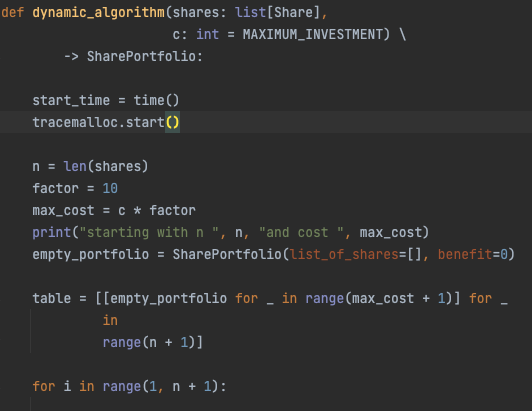 def dynamic_algorithm(shares: list[Share],
                      c: int = MAXIMUM_INVESTMENT) \
        -> SharePortfolio:
    start_time = time()
    tracemalloc.start()
    n = len(shares)
    factor = 10
    max_cost = c * factor
    print("starting with n ", n, "and cost ", max_cost)
    empty_portfolio = SharePortfolio(list_of_shares=[], benefit=0)
    table = [[empty_portfolio for _ in range(max_cost + 1)] for _
             in
             range(n + 1)]
    for i in range(1, n + 1):